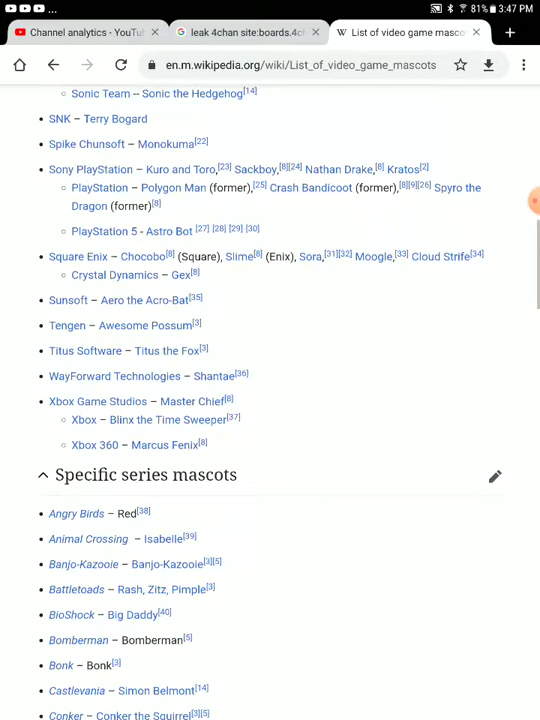 81% 3:47 PM
Channel analytics - YouTu
leak 4chan site:boards.4ch
W List of video game masco
en.m.wikipedia.org/wiki/List_of_video_game_mascots
Sonic Team -- Sonic the Hedgehog[14]
SNK – Terry Bogard
Spike Chunsoft – Monokuma[22]
Sony PlayStation – Kuro and Toro,[23] Sackboy,[8][24] Nathan Drake,[8] Kratos[2]
PlayStation – Polygon Man (former),[25] Crash Bandicoot (former),[8][9][26] Spyro the
Dragon (former)[8]
PlayStation 5 - Astro Bot [27] [28] [29] [30]
Square Enix – Chocobo[8] (Square), Slime[8] (Enix), Sora,[31][32] Moogle,[33] Cloud Strife[34]
Crystal Dynamics – Gex[8]
Sunsoft – Aero the Acro-Bat[35]
Tengen – Awesome Possum[3]
Titus Software – Titus the Fox[3]
WayForward Technologies – Shantae[36]
Xbox Game Studios – Master Chief[8]
Xbox – Blinx the Time Sweeper[37]
Xbox 360 – Marcus Fenix[8]
Specific series mascots
Angry Birds – Red[38]
Animal Crossing – Isabelle[39]
Banjo-Kazooie – Banjo-Kazooie[3][5]
Battletoads – Rash, Zitz, Pimple[3]
BioShock – Big Daddy[40]
Bomberman – Bomberman[5]
Bonk – Bonk[3]
Castlevania – Simon Belmont[14]
Conker – Conker the Squirrel[3][5]